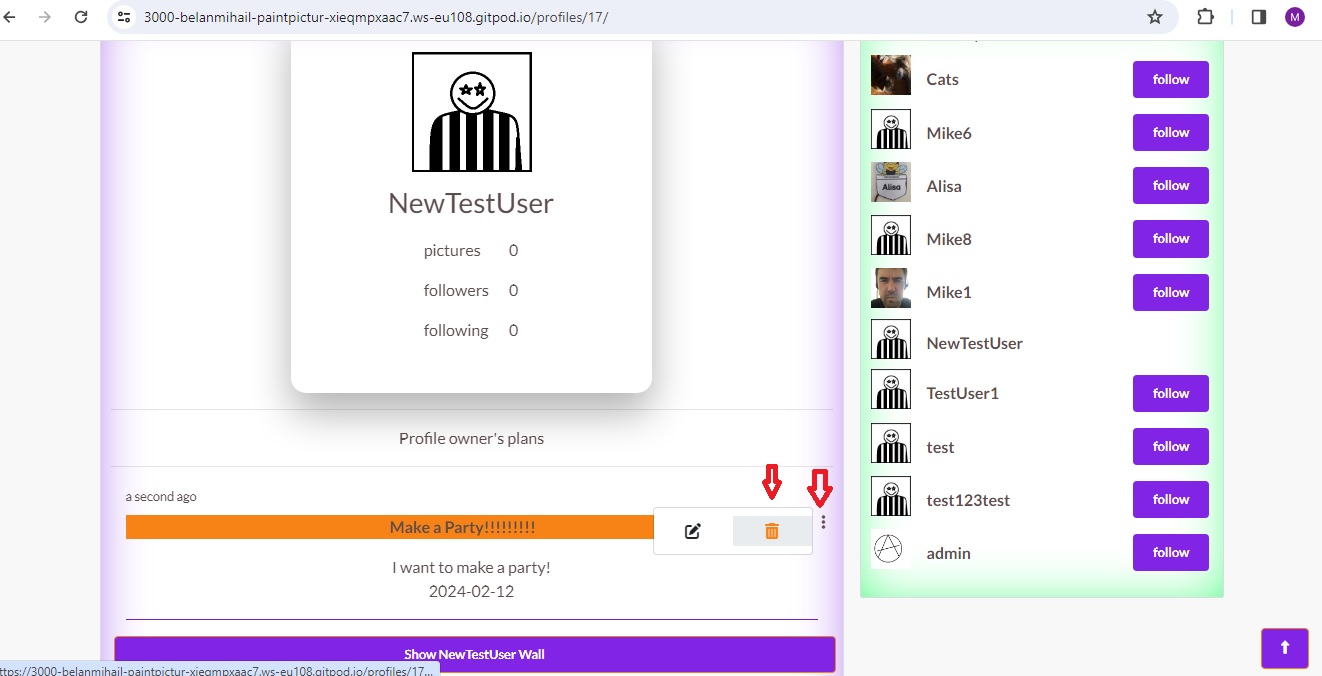 3000-belanmihail-paintpictur-xieqmpxaac7.ws-eu108.gitpod.io/profiles/17/
M
NewTestUser
pictures 0
followers 0
following 0
Profile owner's plans
a second ago
Make a Party!!!!!!!!!
I want to make a party!
2024-02-12
Show NewTestUser Wall
ttps://3000-belanmihail-paintpictur-xieqmpxaac7.ws-eu108.gitpod.io/profiles/17...
Cats follow
Mike6 follow
Alisa
Alisa follow
Mike8 follow
Mike1 follow
NewTestUser
TestUser1 follow
test follow
test123test follow
admin follow